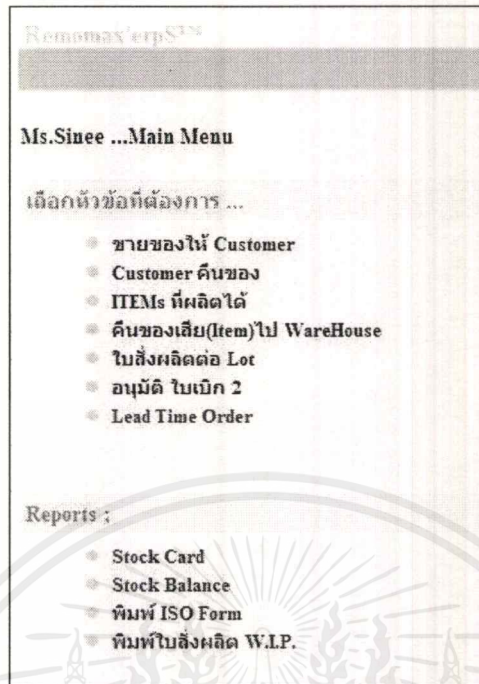 Remomax'erpS™
Ms.Sinee ...Main Menu
เลือกหัวข้อที่ต้องการ ...
ขายของให้ Customer
Customer คืนของ
ITEMs ที่ผลิตได้
คืนของเสีย(Item)ไป WareHouse
ใบสั่งผลิตต่อ Lot
อนุมัติ ใบเบิก 2
Lead Time Order
Reports ;
Stock Card
Stock Balance
พิมพ์ ISO Form
พิมพ์ใบสั่งผลิต W.I.P.